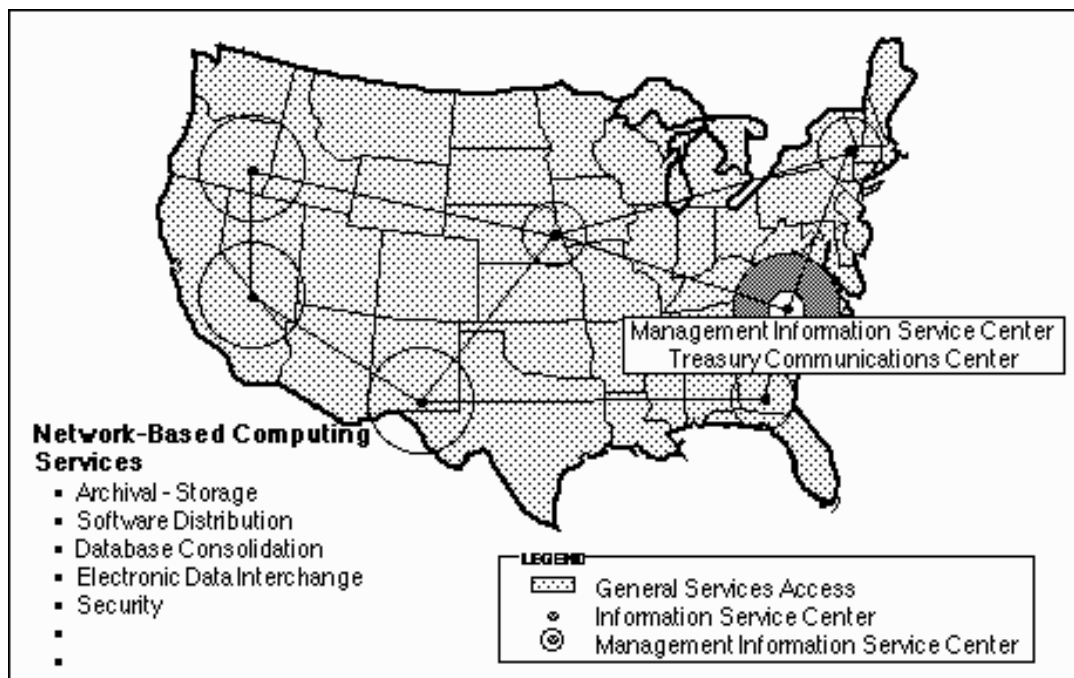 Management Information Service Center
Treasury Communications Center
Network-Based Computing
Services
▪ Archival - Storage
▪ Software Distribution
▪ Database Consolidation
▪ Electronic Data Interchange
▪ Security
▪
▪
LEGEND
General Services Access
Information Service Center
Management Information Service Center